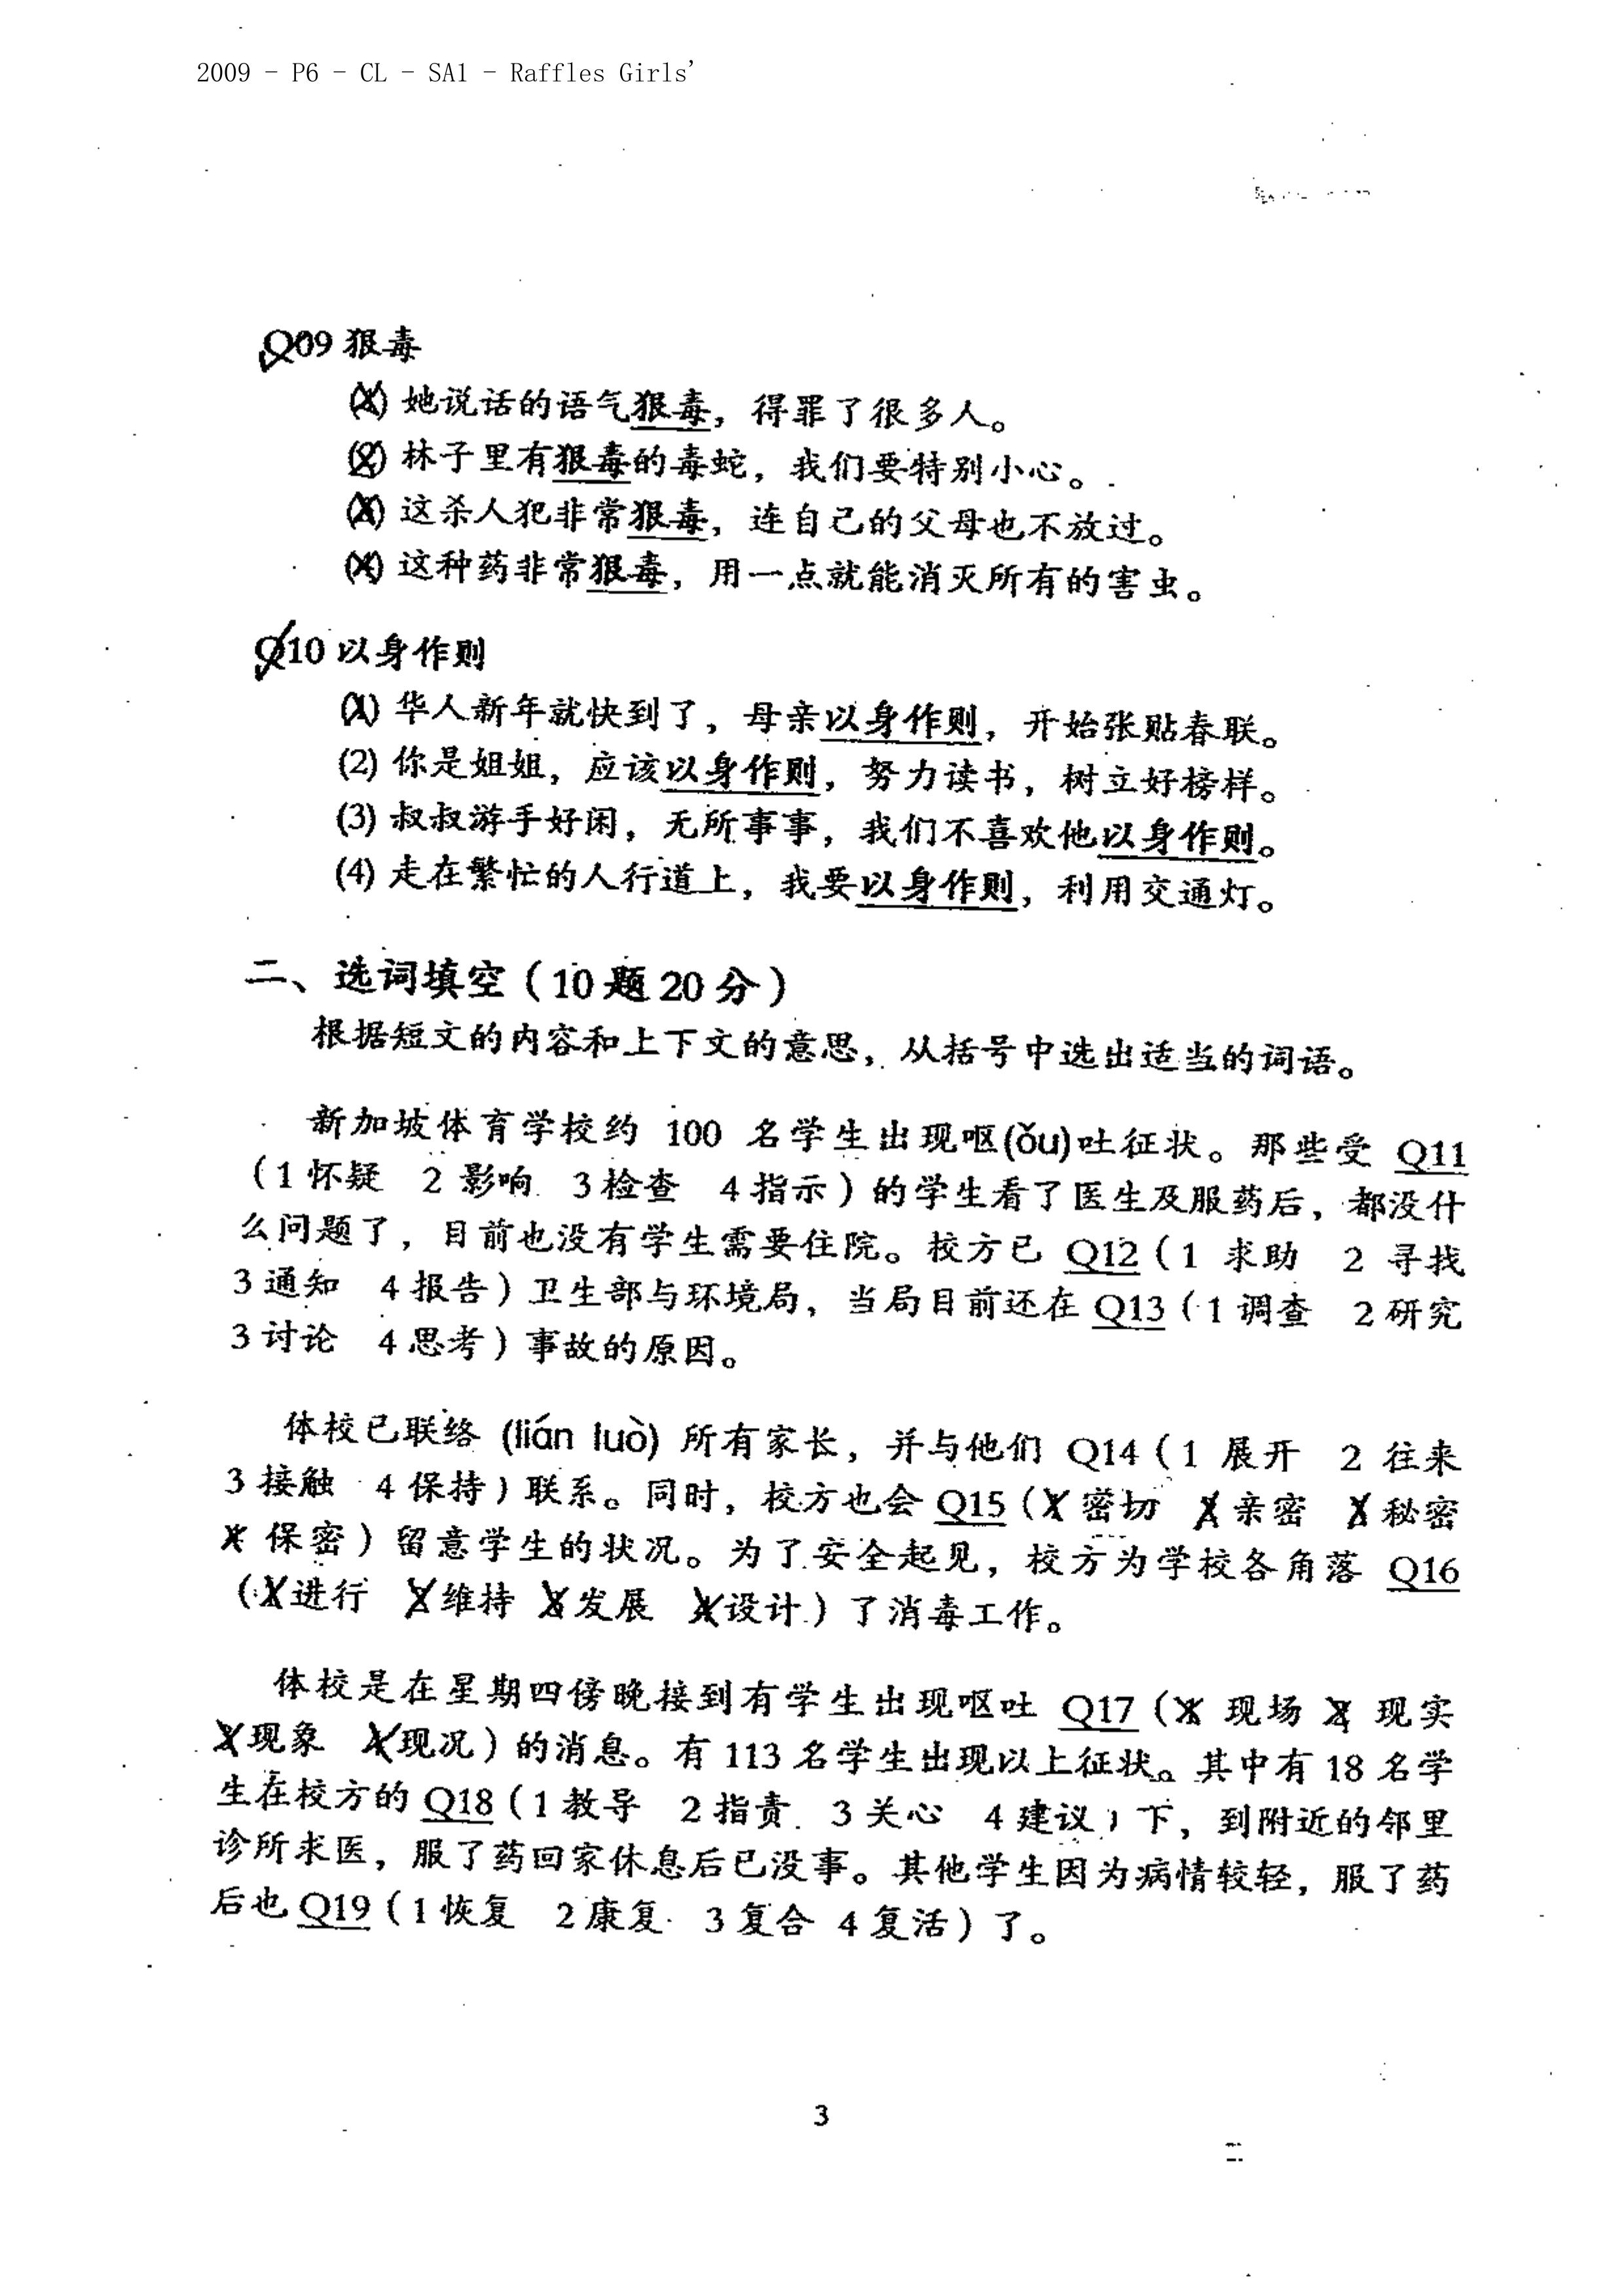 2009 - P6 - CL - SA1 - Raffles Girls'
Q09 狠毒
(1) 她说话的语气狠毒，得罪了很多人。
(2) 林子里有狠毒的毒蛇，我们要特别小心。
(3) 这杀人犯非常狠毒，连自己的父母也不放过。
(4) 这种药非常狠毒，用一点就能消灭所有的害虫。
Q10 以身作则
(1) 华人新年就快到了，母亲以身作则，开始张贴春联。
(2) 你是姐姐，应该以身作则，努力读书，树立好榜样。
(3) 叔叔游手好闲，无所事事，我们不喜欢他以身作则。
(4) 走在繁忙的人行道上，我要以身作则，利用交通灯。
二、选词填空（10题20分）
根据短文的内容和上下文的意思，从括号中选出适当的词语。
新加坡体育学校约 100 名学生出现呕(ǒu)吐征状。那些受 Q11
（1怀疑 2影响 3检查 4指示）的学生看了医生及服药后，都没什
么问题了，目前也没有学生需要住院。校方已 Q12（1 求助 2 寻找
3通知 4报告）卫生部与环境局，当局目前还在 Q13（1调查 2研究
3讨论 4思考）事故的原因。
体校已联络 (lián luò) 所有家长，并与他们 Q14（1 展开 2 往来
3接触 4保持）联系。同时，校方也会 Q15（1密切 2亲密 3秘密
4保密）留意学生的状况。为了安全起见，校方为学校各角落 Q16
（1进行 2维持 3发展 4设计）了消毒工作。
体校是在星期四傍晚接到有学生出现呕吐 Q17（1 现场 2 现实
3现象 4现况）的消息。有113名学生出现以上征状。其中有18名学
生在校方的 Q18（1教导 2指责 3关心 4建议）下，到附近的邻里
诊所求医，服了药回家休息后已没事。其他学生因为病情较轻，服了药
后也 Q19（1恢复 2康复 3复合 4复活）了。
3